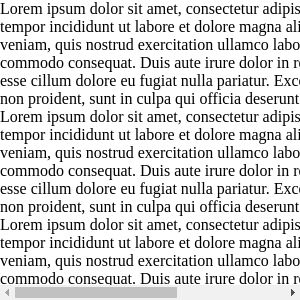 Lorem ipsum dolor sit amet, consectetur adipis
tempor incididunt ut labore et dolore magna ali
veniam, quis nostrud exercitation ullamco labo
commodo consequat. Duis aute irure dolor in re
esse cillum dolore eu fugiat nulla pariatur. Exc
non proident, sunt in culpa qui officia deserunt
Lorem ipsum dolor sit amet, consectetur adipis
tempor incididunt ut labore et dolore magna ali
veniam, quis nostrud exercitation ullamco labo
commodo consequat. Duis aute irure dolor in re
esse cillum dolore eu fugiat nulla pariatur. Exc
non proident, sunt in culpa qui officia deserunt
Lorem ipsum dolor sit amet, consectetur adipis
tempor incididunt ut labore et dolore magna ali
veniam, quis nostrud exercitation ullamco labo
commodo consequat. Duis aute irure dolor in re